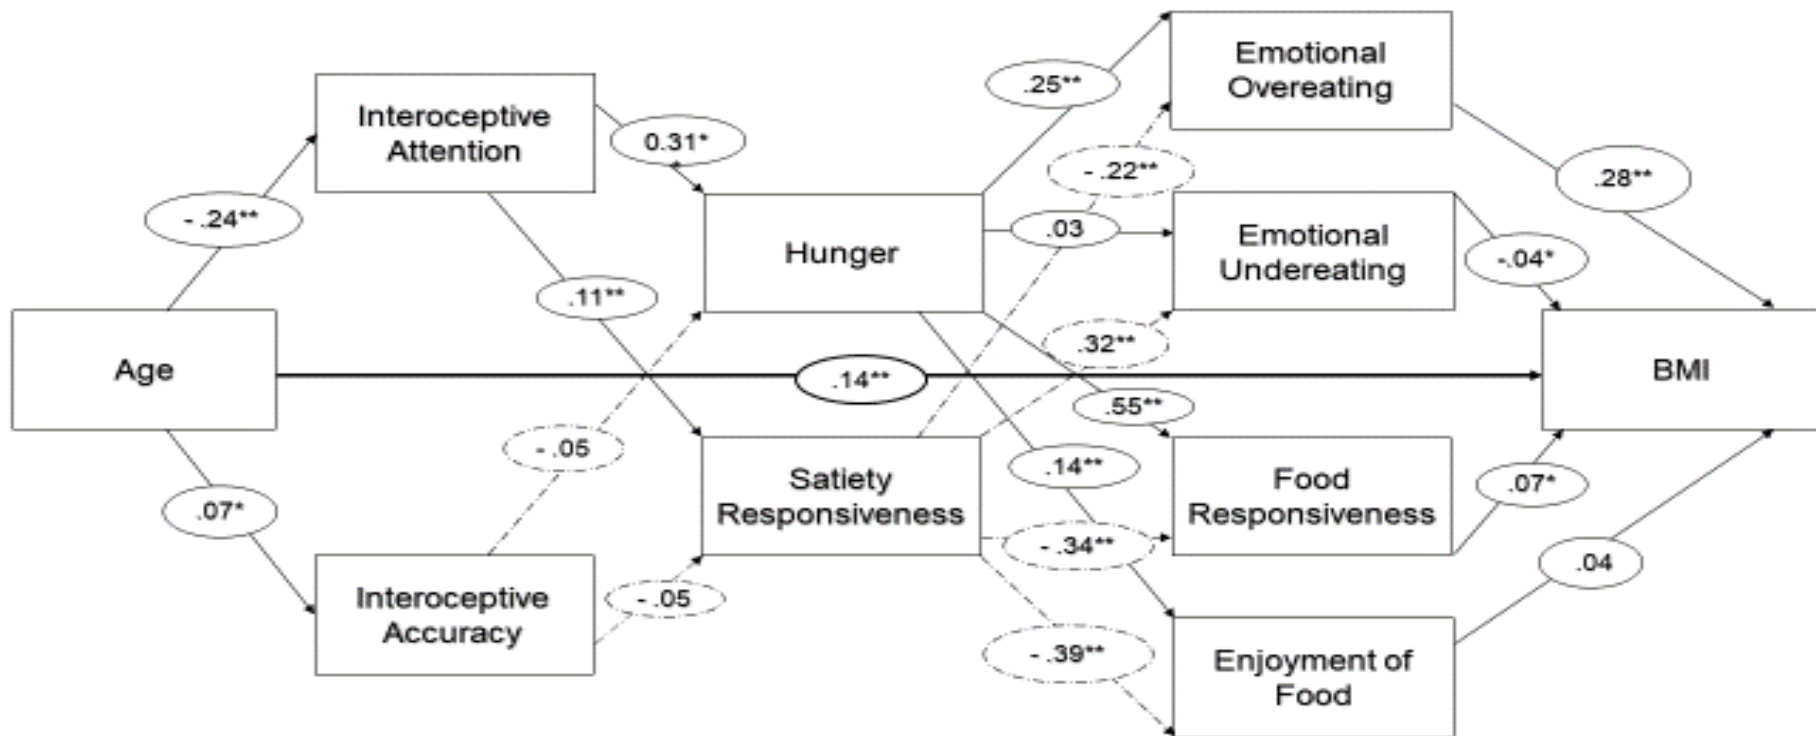 Emotional
Overeating
.25**
Interoceptive
Attention
0.31*
- .22**
.28**
- .24**
Hunger
.03
Emotional
Undereating
-.04*
.11**
.32**
Age
.14**
BMI
.55**
- .05
.14**
Satiety
Responsiveness
Food
Responsiveness
.07*
.07*
- .34**
.04
Interoceptive
Accuracy
- .05
- .39**
Enjoyment of
Food